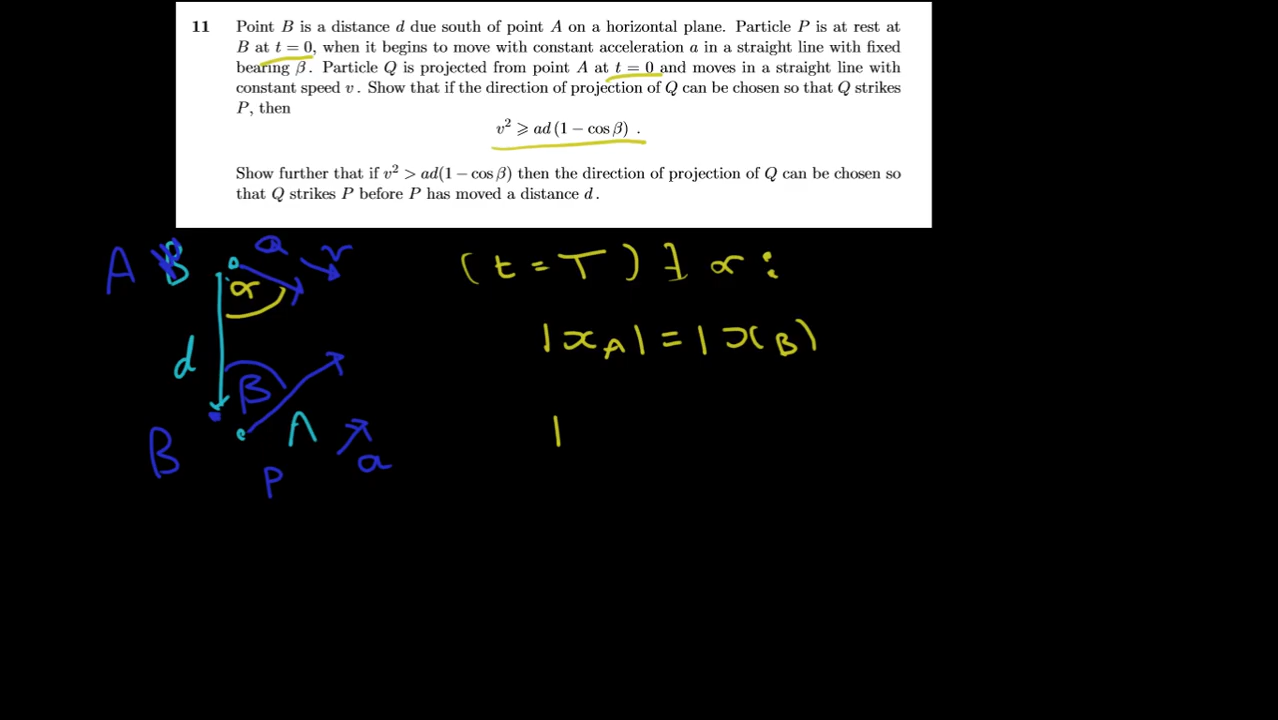 11 Point B is a distance d due south of point A on a horizontal plane. Particle P is at rest at
B at t = 0, when it begins to move with constant acceleration a in a straight line with fixed
bearing β. Particle Q is projected from point A at t = 0 and moves in a straight line with
constant speed v. Show that if the direction of projection of Q can be chosen so that Q strikes
P, then
v² ⩾ ad (1 − cos β) .
Show further that if v² > ad(1 − cos β) then the direction of projection of Q can be chosen so
that Q strikes P before P has moved a distance d.
A Q v
α
d
β
B P a
(t = T) ∃ α :
|x_A| = |x_B|
|